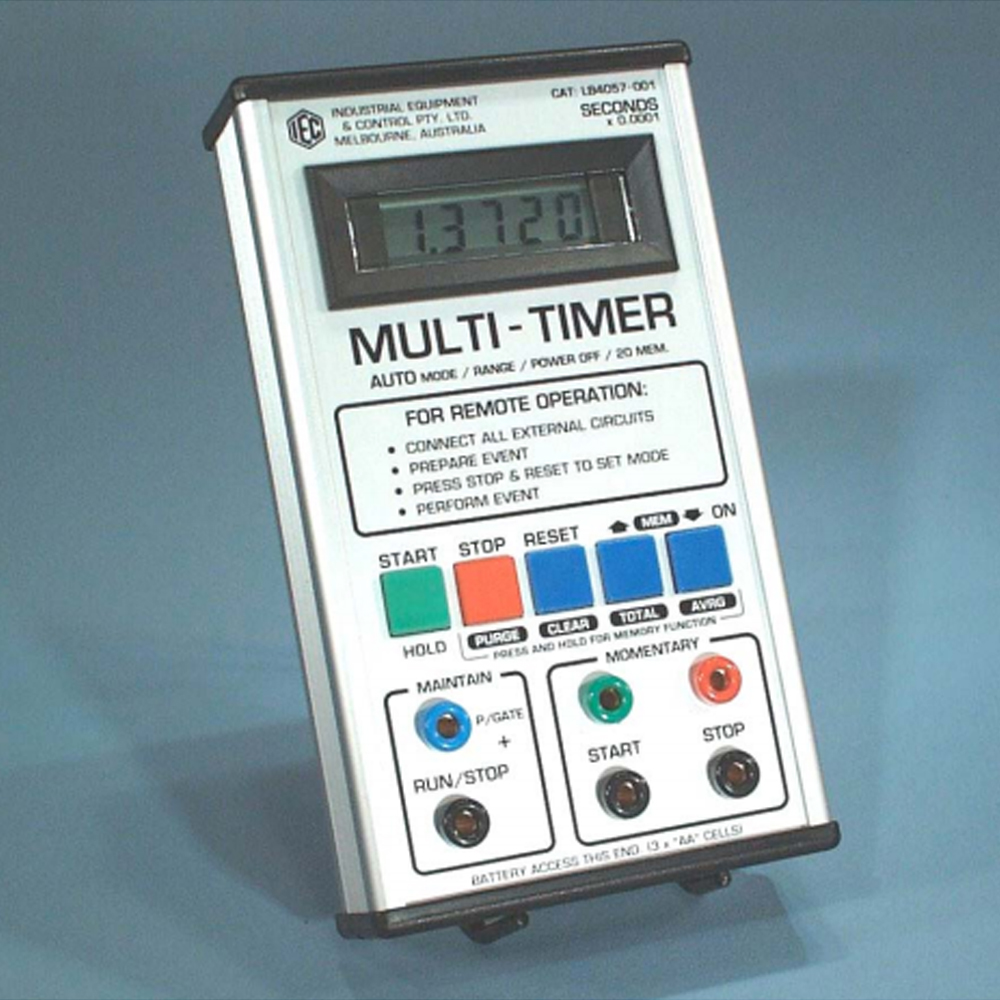 IEC
INDUSTRIAL EQUIPMENT
& CONTROL PTY. LTD.
MELBOURNE, AUSTRALIA
CAT: LB4057-001
SECONDS
x 0.0001
1.3720
MULTI - TIMER
AUTO MODE / RANGE / POWER OFF / 20 MEM.
FOR REMOTE OPERATION:
• CONNECT ALL EXTERNAL CIRCUITS
• PREPARE EVENT
• PRESS STOP & RESET TO SET MODE
• PERFORM EVENT
START STOP RESET MEM ON
HOLD PURGE CLEAR TOTAL AVRG
PRESS AND HOLD FOR MEMORY FUNCTION
MAINTAIN
P/GATE
+
RUN/STOP
MOMENTARY
START STOP
BATTERY ACCESS THIS END. (3 x "AA" CELLS)